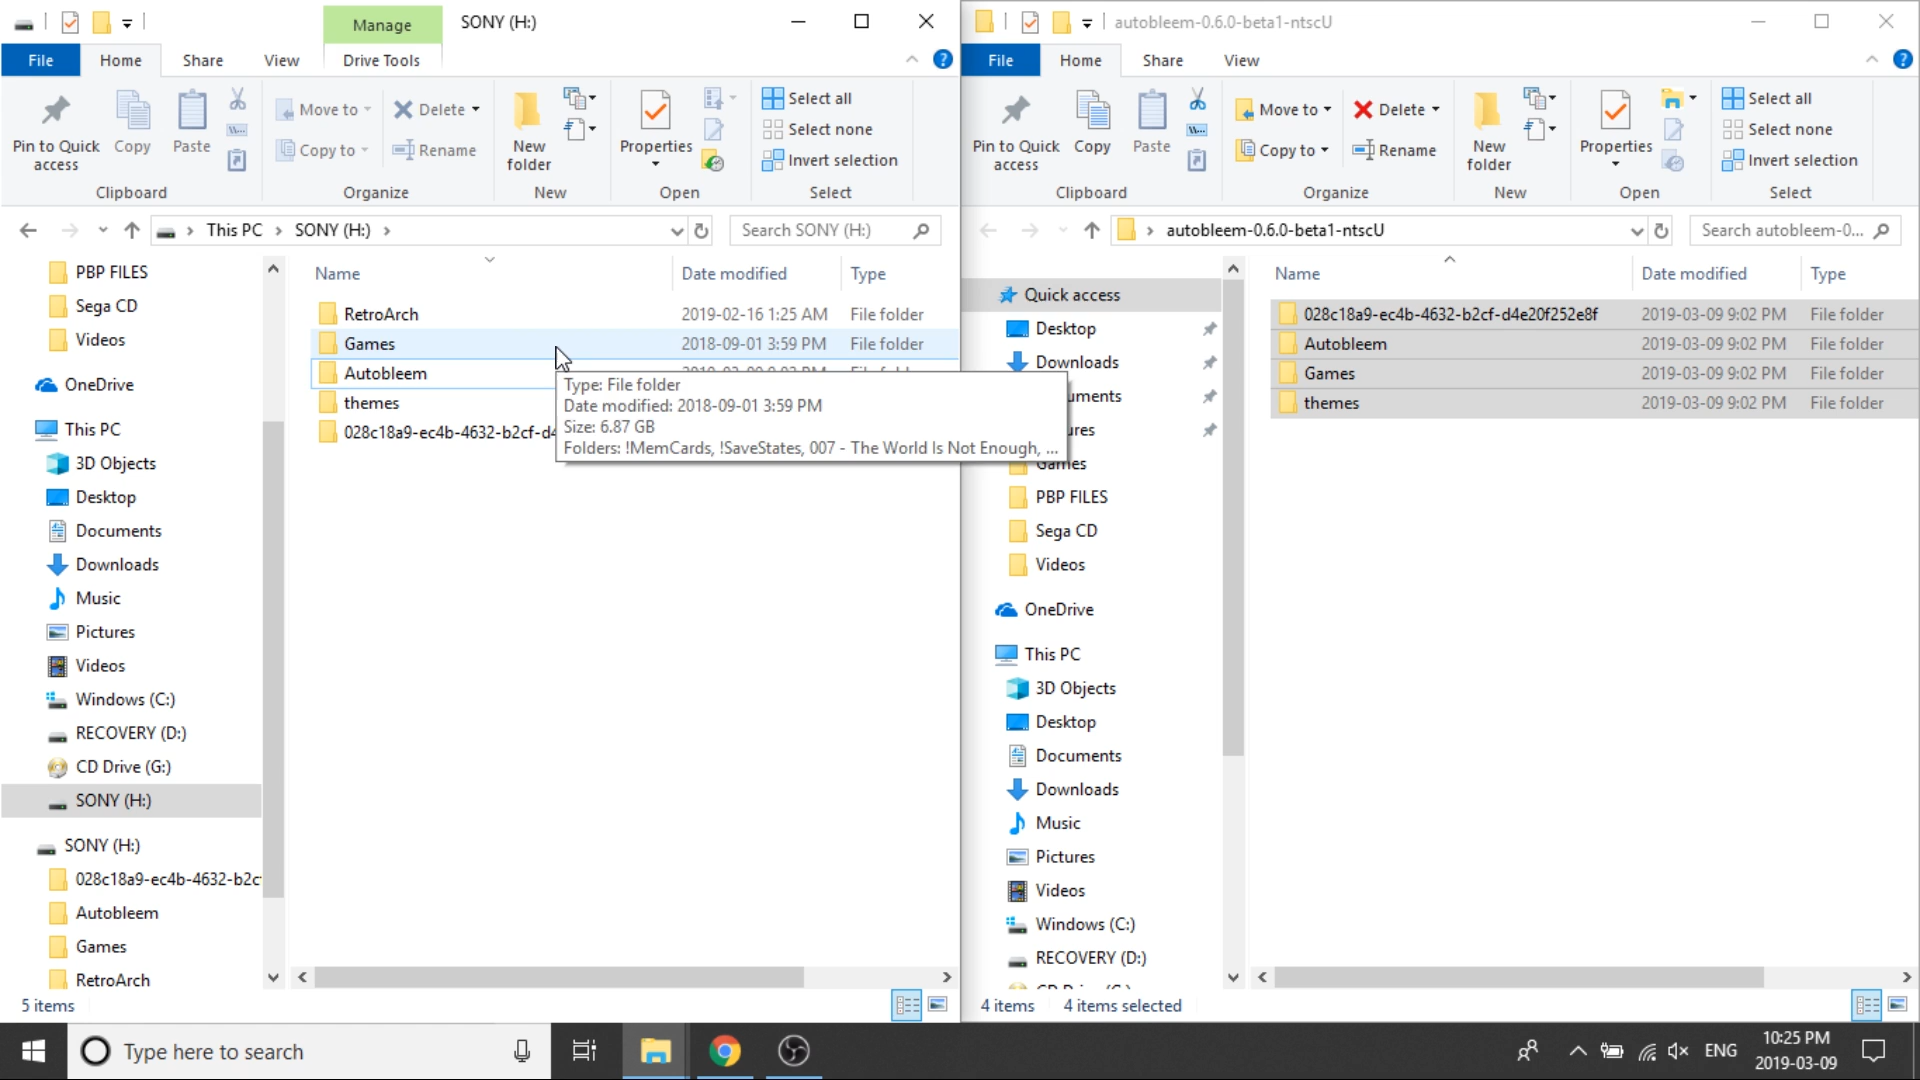 Manage
SONY (H:)
File
Home
Share
View
Drive Tools
Pin to Quick access
Copy
Paste
Clipboard
Move to
Copy to
Delete
Rename
Organize
New folder
New
Properties
Open
Select all
Select none
Invert selection
Select
This PC
SONY (H:)
Search SONY (H:)
PBP FILES
Sega CD
Videos
OneDrive
This PC
3D Objects
Desktop
Documents
Downloads
Music
Pictures
Videos
Windows (C:)
RECOVERY (D:)
CD Drive (G:)
SONY (H:)
SONY (H:)
028c18a9-ec4b-4632-b2c
Autobleem
Games
RetroArch
Name Date modified Type
RetroArch 2019-02-16 1:25 AM File folder
Games 2018-09-01 3:59 PM File folder
Autobleem
themes
028c18a9-ec4b-4632-b2cf-d4
Type: File folder
Date modified: 2018-09-01 3:59 PM
Size: 6.87 GB
Folders: !MemCards, !SaveStates, 007 - The World Is Not Enough, ...
5 items
autobleem-0.6.0-beta1-ntscU
File
Home
Share
View
Pin to Quick access
Copy
Paste
Clipboard
Move to
Copy to
Delete
Rename
Organize
New folder
New
Properties
Open
Select all
Select none
Invert selection
Select
autobleem-0.6.0-beta1-ntscU
Search autobleem-0...
Quick access
Desktop
Downloads
uments
ures
Games
PBP FILES
Sega CD
Videos
OneDrive
This PC
3D Objects
Desktop
Documents
Downloads
Music
Pictures
Videos
Windows (C:)
RECOVERY (D:)
Name Date modified Type
028c18a9-ec4b-4632-b2cf-d4e20f252e8f 2019-03-09 9:02 PM File folder
Autobleem 2019-03-09 9:02 PM File folder
Games 2019-03-09 9:02 PM File folder
themes 2019-03-09 9:02 PM File folder
4 items 4 items selected
Type here to search
ENG
10:25 PM
2019-03-09